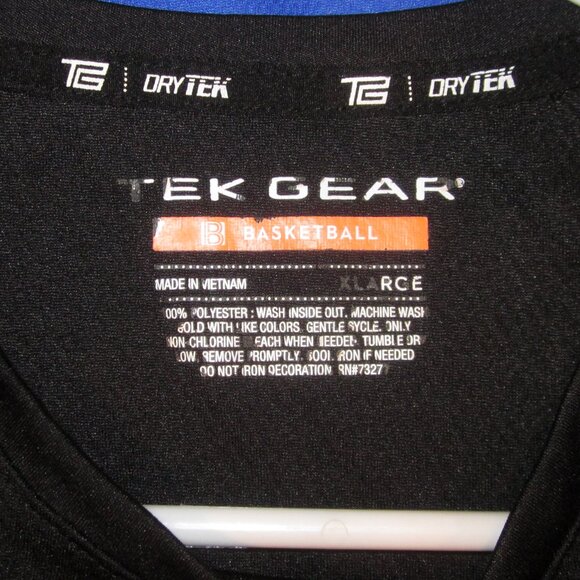 TG DRYTEK TG DRYTEK
TEK GEAR
B BASKETBALL
MADE IN VIETNAM XLARGE
00% POLYESTER : WASH INSIDE OUT. MACHINE WASH
COLD WITH LIKE COLORS. GENTLE CYCLE. ONLY
NON-CHLORINE BLEACH WHEN NEEDED. TUMBLE DRY
LOW. REMOVE PROMPTLY. COOL IRON IF NEEDED
DO NOT IRON DECORATION RN#7327